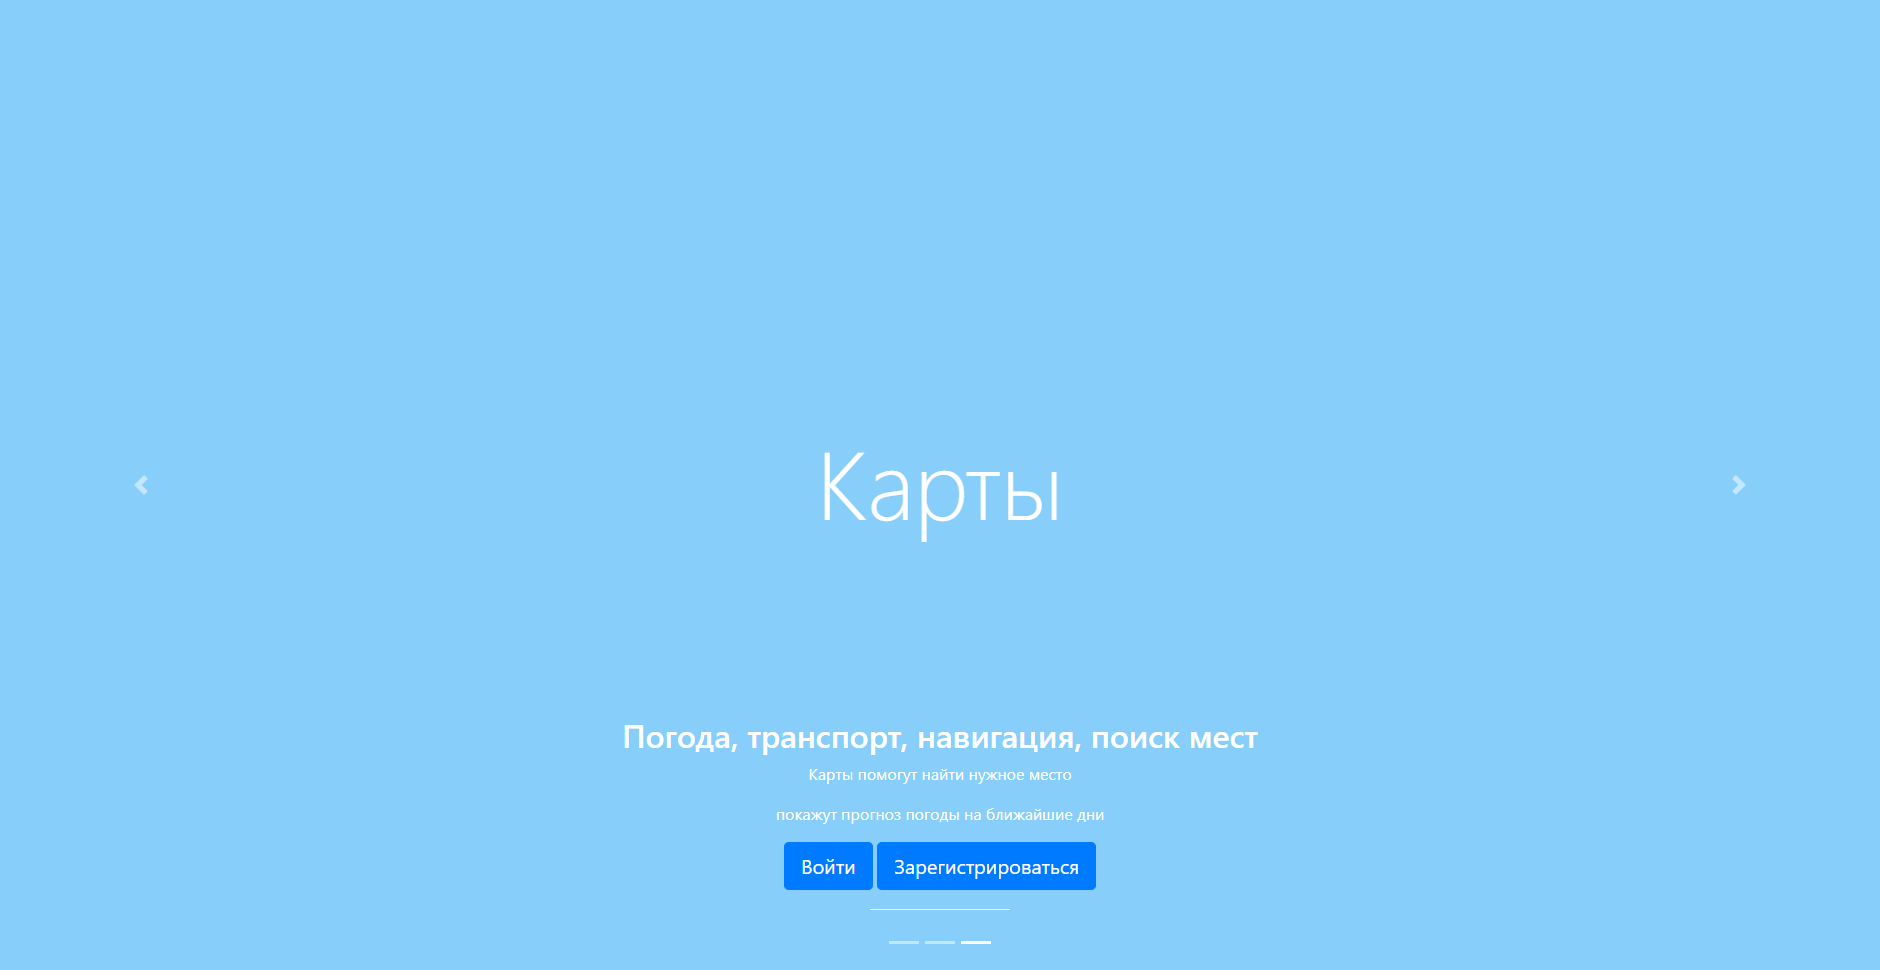 Карты
Погода, транспорт, навигация, поиск мест
Карты помогут найти нужное место
покажут прогноз погоды на ближайшие дни
Войти Зарегистрироваться